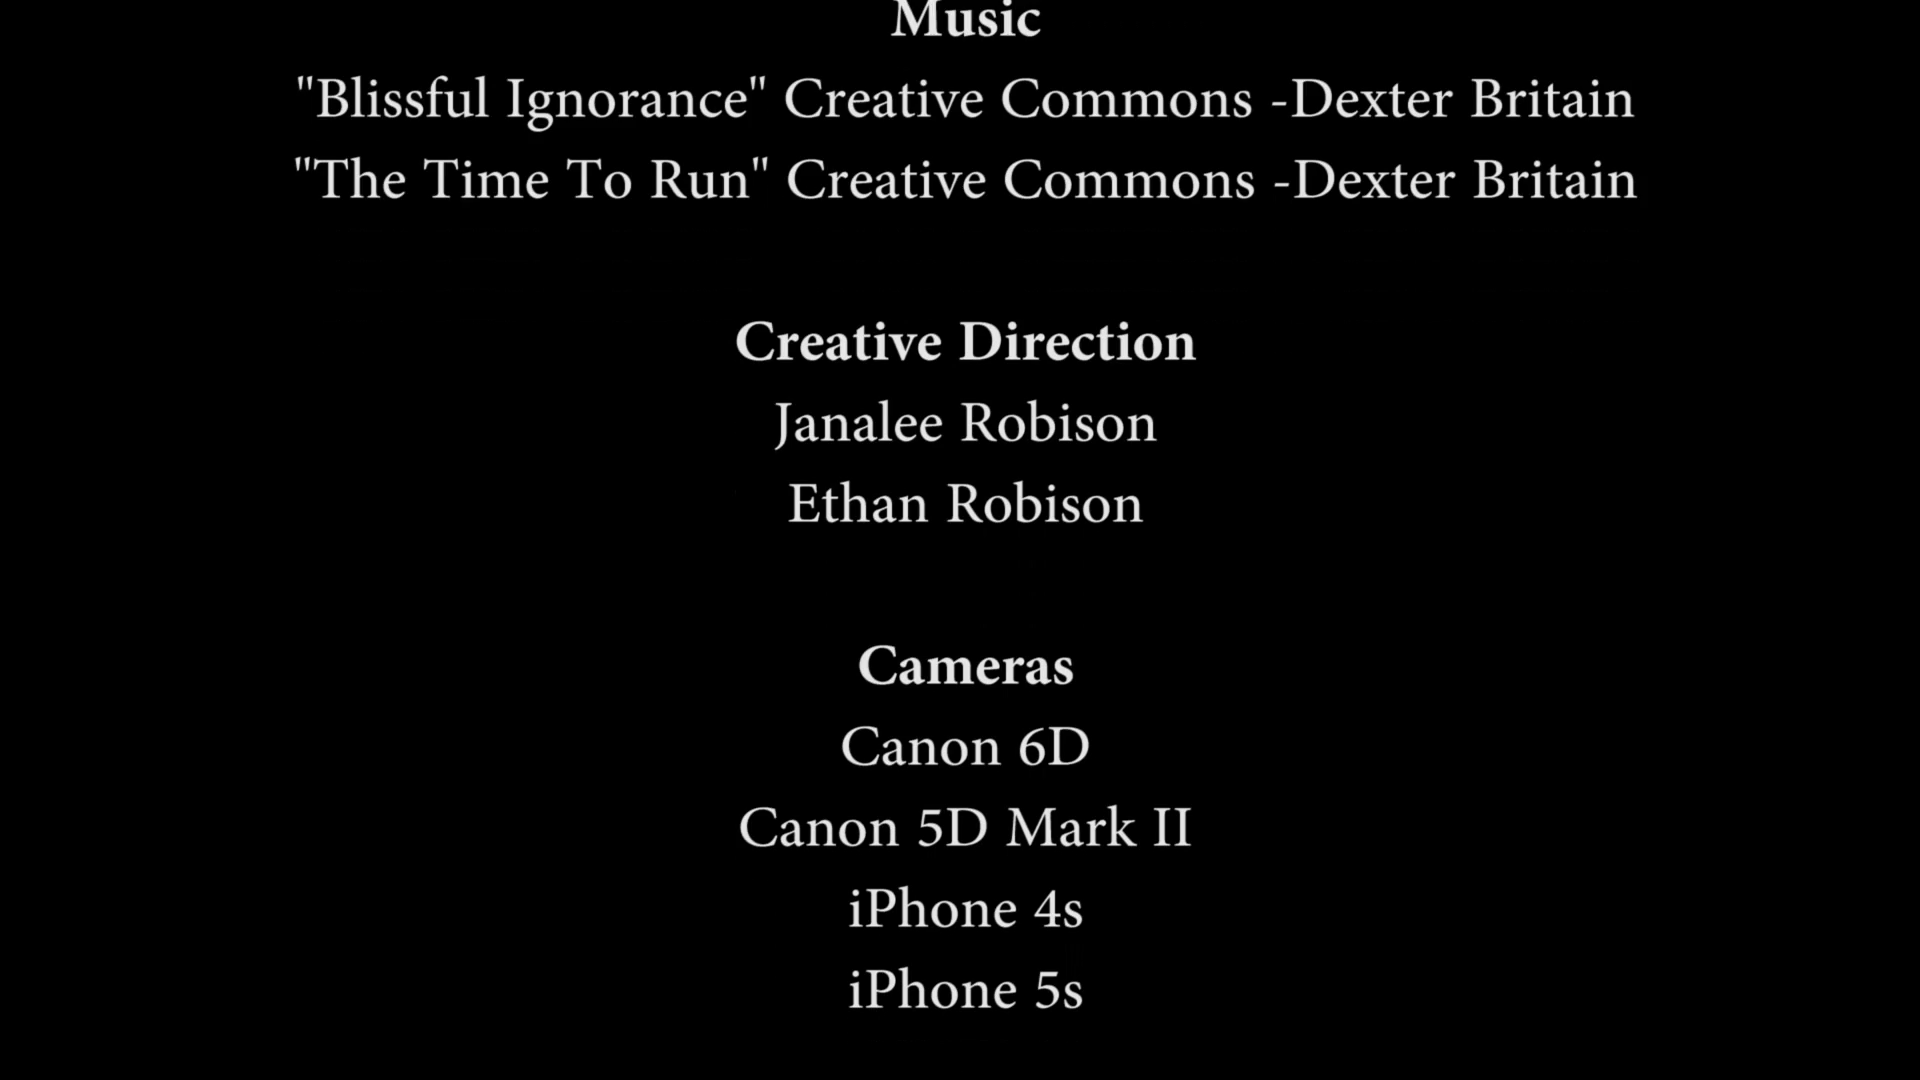 Music
"Blissful Ignorance" Creative Commons -Dexter Britain
"The Time To Run" Creative Commons -Dexter Britain
Creative Direction
Janalee Robison
Ethan Robison
Cameras
Canon 6D
Canon 5D Mark II
iPhone 4s
iPhone 5s